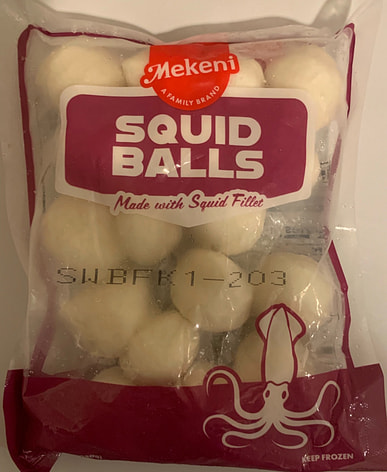 Mekeni
A FAMILY BRAND
SQUID
BALLS
Made with Squid Fillet
SWBFK1-203
KEEP FROZEN